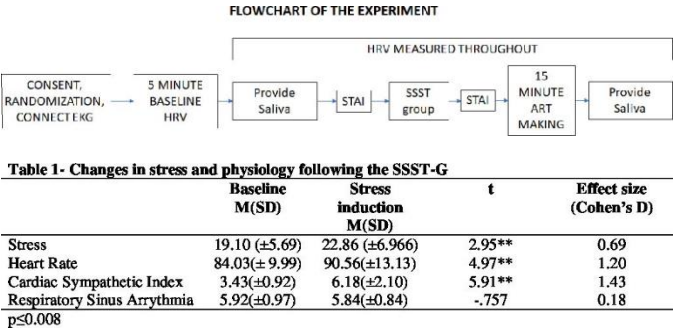 FLOWCHART OF THE EXPERIMENT
HRV MEASURED THROUGHOUT
CONSENT,
RANDOMIZATION,
CONNECT EKG
5 MINUTE
BASELINE
HRV
Provide
Saliva
STAI
SSST
group
STAI
15
MINUTE
ART
MAKING
Provide
Saliva
Table 1- Changes in stress and physiology following the SSST-G
Baseline M(SD) Stress induction M(SD) t Effect size (Cohen's D)
Stress 19.10 (±5.69) 22.86 (±6.966) 2.95** 0.69
Heart Rate 84.03(± 9.99) 90.56(±13.13) 4.97** 1.20
Cardiac Sympathetic Index 3.43(±0.92) 6.18(±2.10) 5.91** 1.43
Respiratory Sinus Arrythmia 5.92(±0.97) 5.84(±0.84) -.757 0.18
p≤0.008